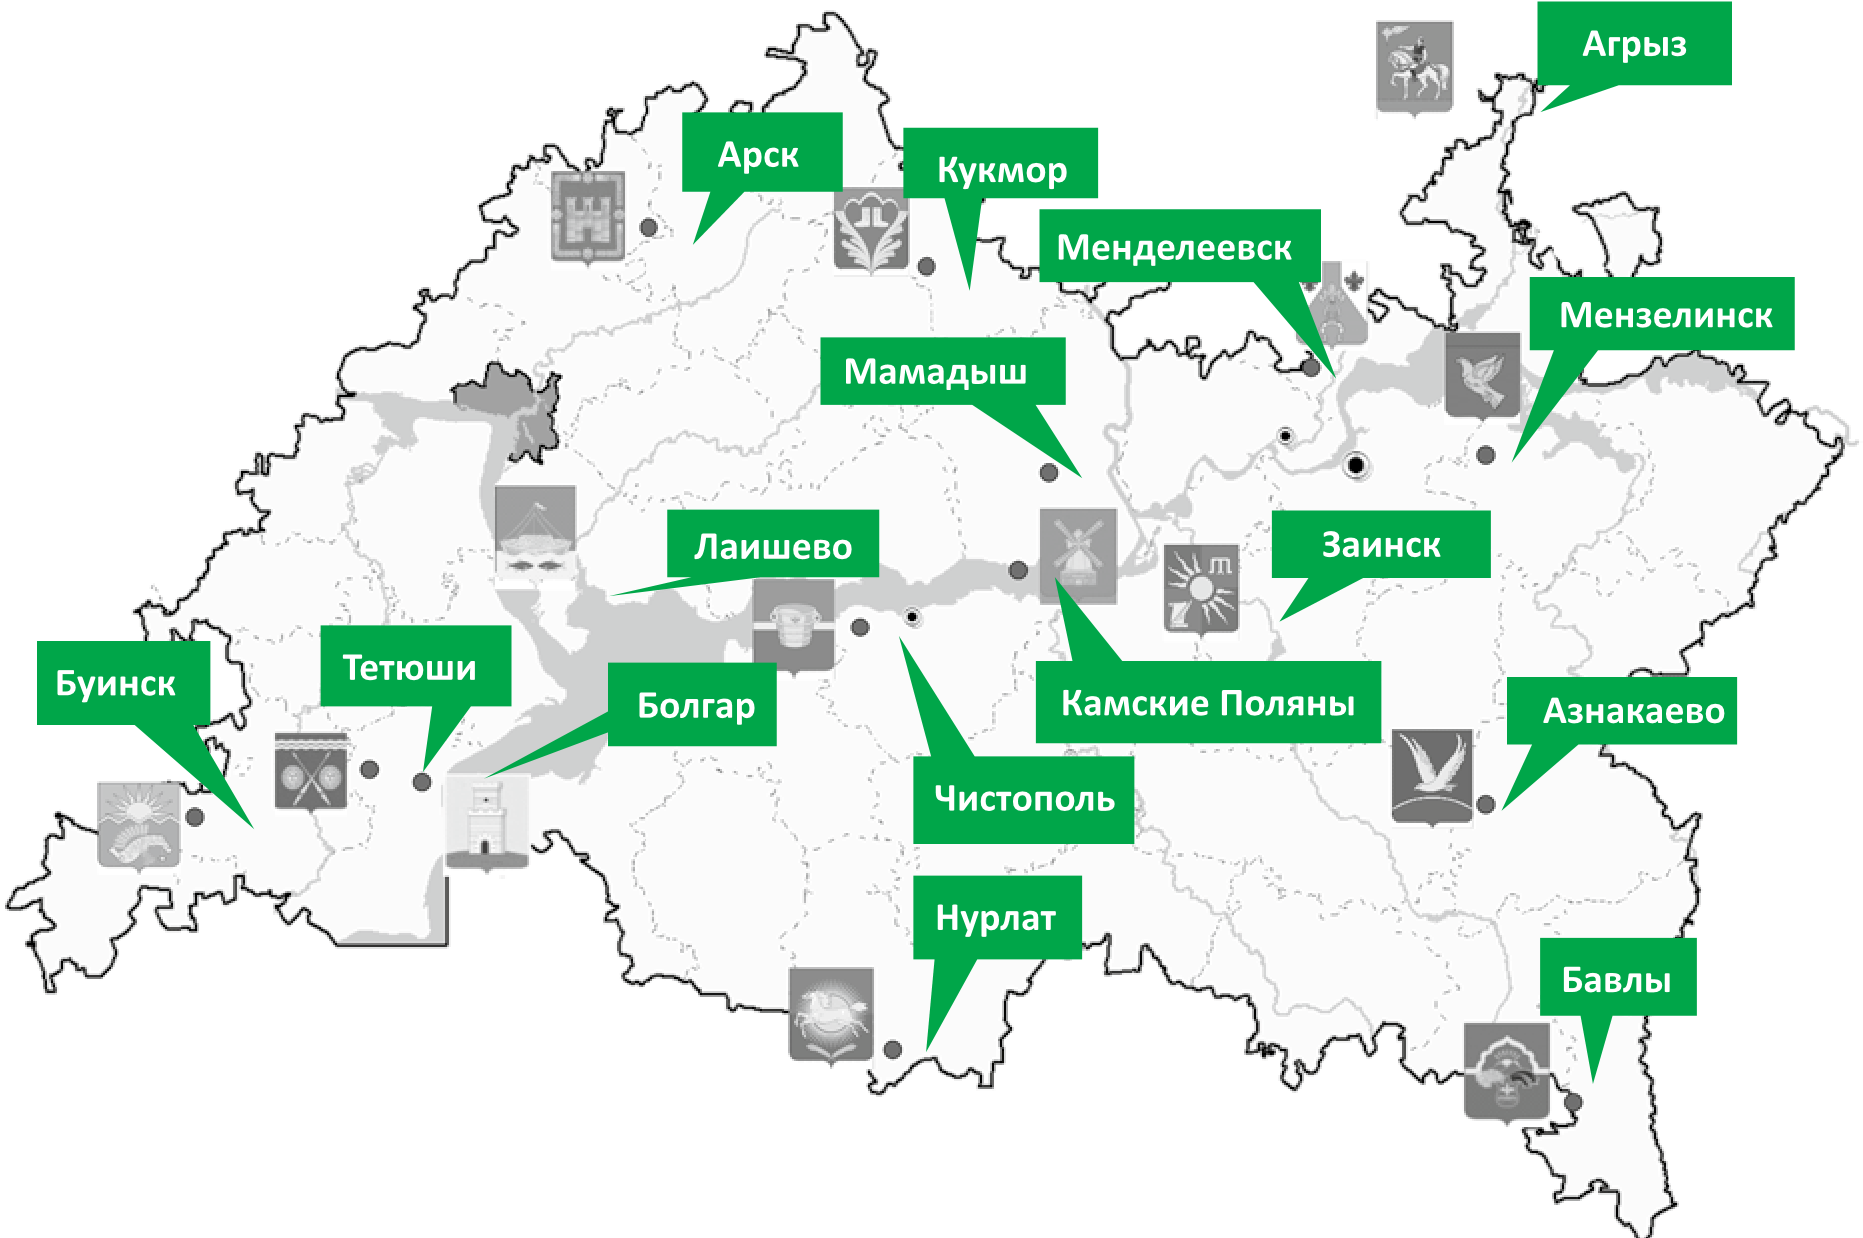 Агрыз
Арск
Кукмор
Менделеевск
Мензелинск
Мамадыш
Лаишево
Заинск
Тетюши
Буинск
Болгар
Камские Поляны
Азнакаево
Чистополь
Нурлат
Бавлы